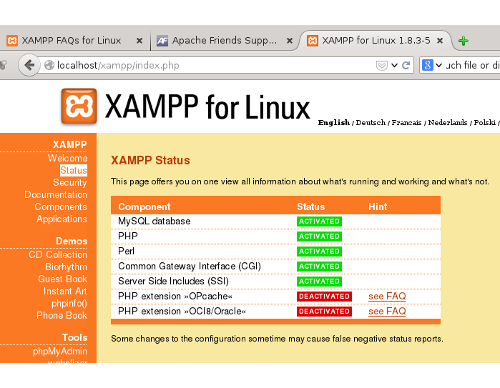 XAMPP FAQs for Linux
Apache Friends Supp...
XAMPP for Linux 1.8.3-5
localhost/xampp/index.php
uch file or di
XAMPP for Linux
English / Deutsch / Francais / Nederlands / Polski /
XAMPP
Welcome
Status
Security
Documentation
Components
Applications
Demos
CD Collection
Biorhythm
Guest Book
Instant Art
phpinfo()
Phone Book
Tools
phpMyAdmin
webalizer
XAMPP Status
This page offers you on one view all information about what's running and working and what's not.
Component Status Hint
MySQL database ACTIVATED
PHP ACTIVATED
Perl ACTIVATED
Common Gateway Interface (CGI) ACTIVATED
Server Side Includes (SSI) ACTIVATED
PHP extension »OPcache« DEACTIVATED see FAQ
PHP extension »OCI8/Oracle« DEACTIVATED see FAQ
Some changes to the configuration sometime may cause false negative status reports.